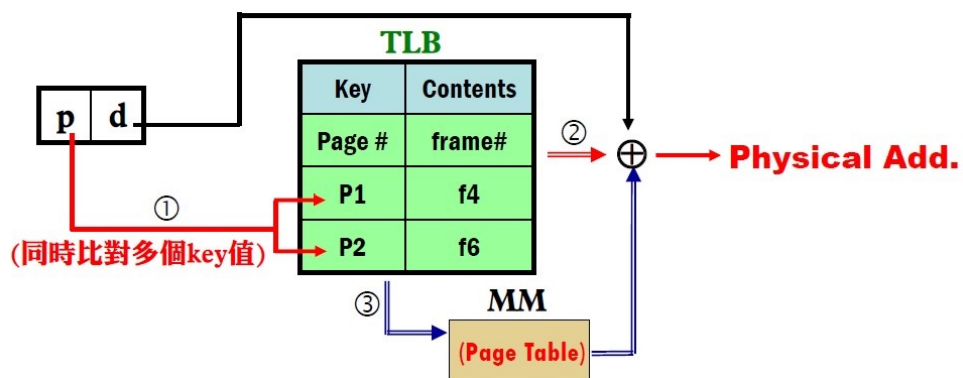 TLB
p d
Key Contents
Page # frame#
P1 f4
P2 f6
①
(同時比對多個key值)
②
⊕
Physical Add.
③
MM
(Page Table)